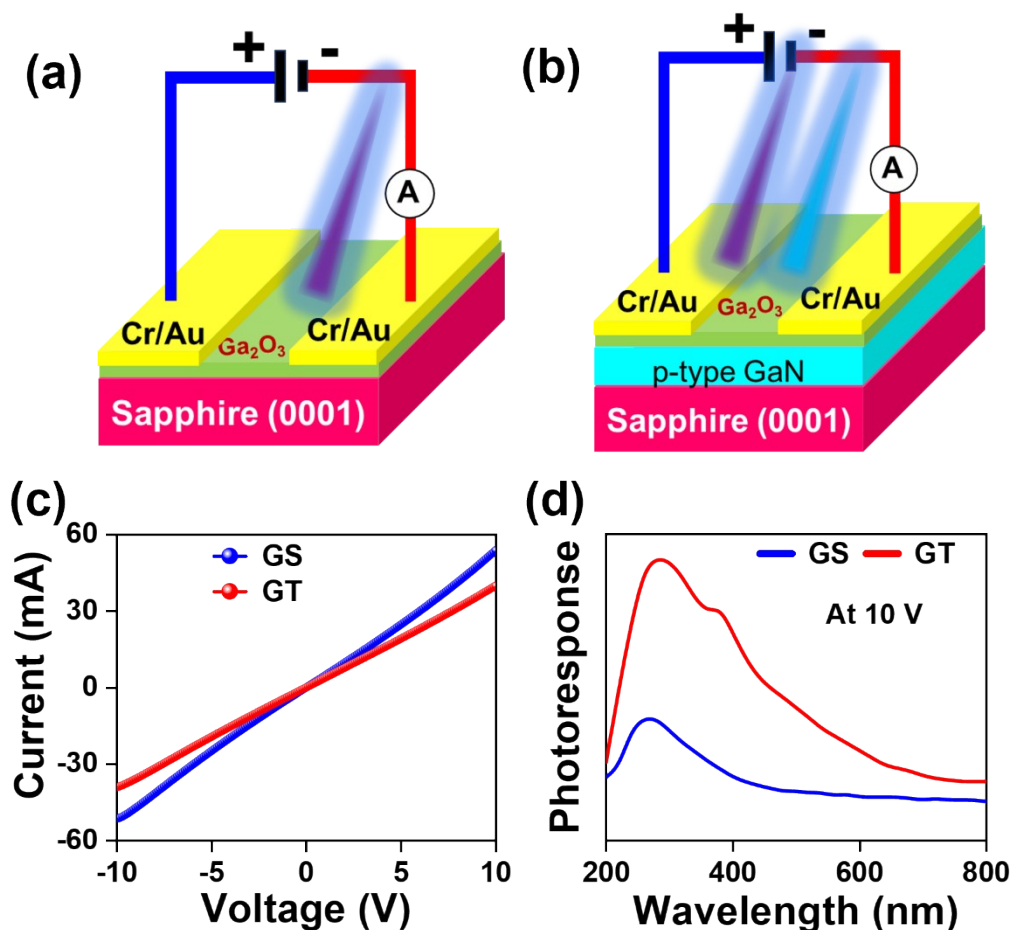 (a)
+ -
A
Cr/Au
Ga₂O₃
Cr/Au
Sapphire (0001)
(b)
+ -
A
Cr/Au
Ga₂O₃
Cr/Au
p-type GaN
Sapphire (0001)
(c)
GS
GT
Current (mA)
60
30
0
-30
-60
-10 -5 0 5 10
Voltage (V)
(d)
GS GT
At 10 V
Photoresponse
200 400 600 800
Wavelength (nm)